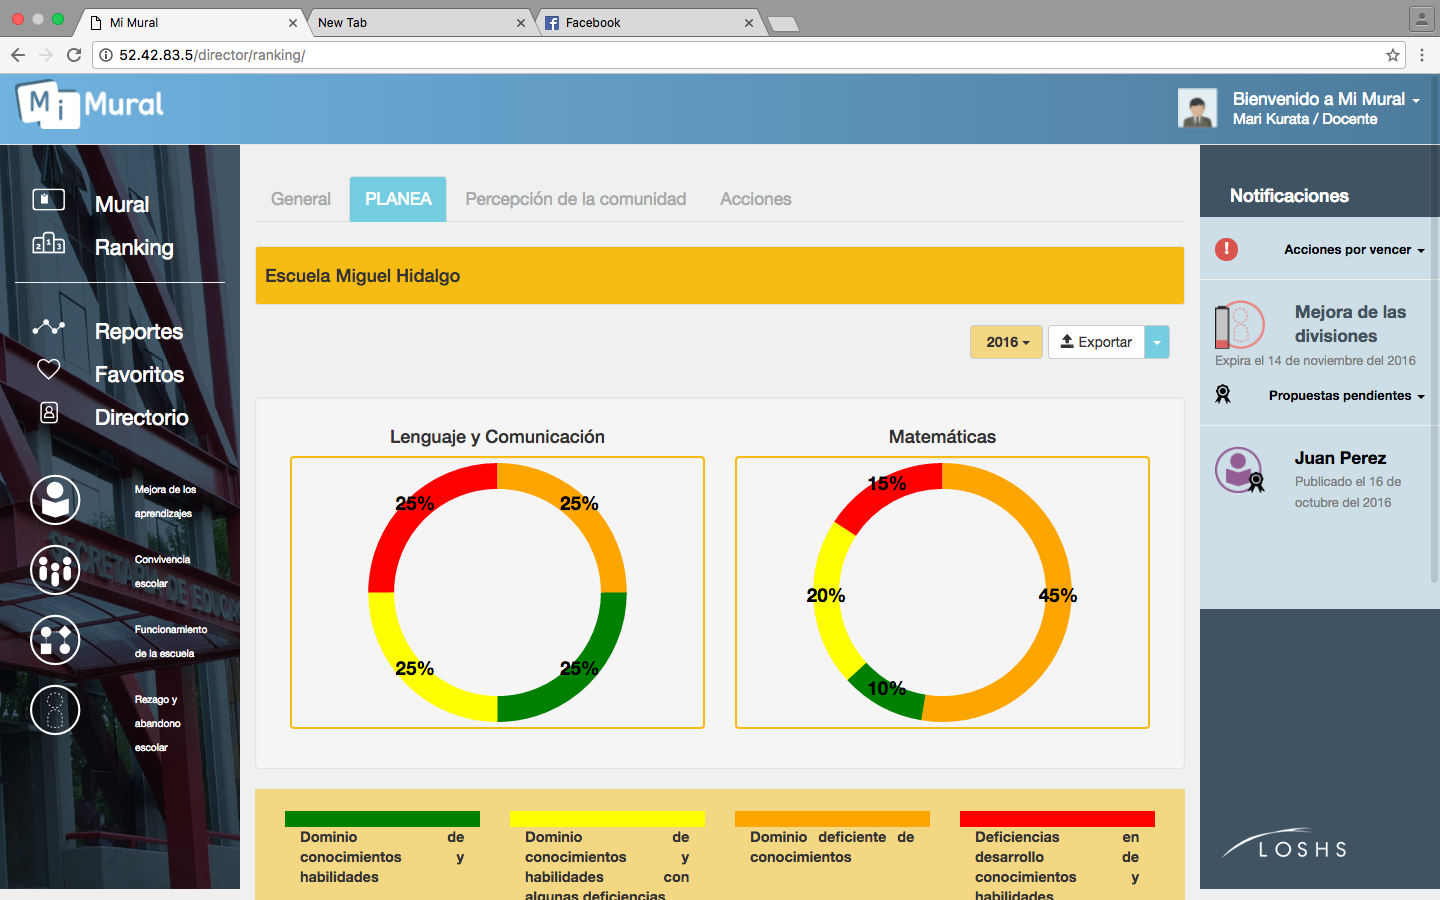 Mi Mural
New Tab
Facebook
52.42.83.5/director/ranking/
Mi Mural
Bienvenido a Mi Mural
Mari Kurata / Docente
Mural
Ranking
Reportes
Favoritos
Directorio
Mejora de los
aprendizajes
Convivencia
escolar
Funcionamiento
de la escuela
Rezago y
abandono
escolar
General
PLANEA
Percepción de la comunidad
Acciones
Escuela Miguel Hidalgo
2016
Exportar
Lenguaje y Comunicación
25%
25%
25%
25%
Matemáticas
15%
20%
45%
10%
Dominio de
conocimientos y
habilidades
Dominio de
conocimientos y
habilidades con
algunas deficiencias
Dominio deficiente de
conocimientos
Deficiencias en
desarrollo de
conocimientos y
habilidades
Notificaciones
Acciones por vencer
Mejora de las
divisiones
Expira el 14 de noviembre del 2016
Propuestas pendientes
Juan Perez
Publicado el 16 de
octubre del 2016
LOSHS